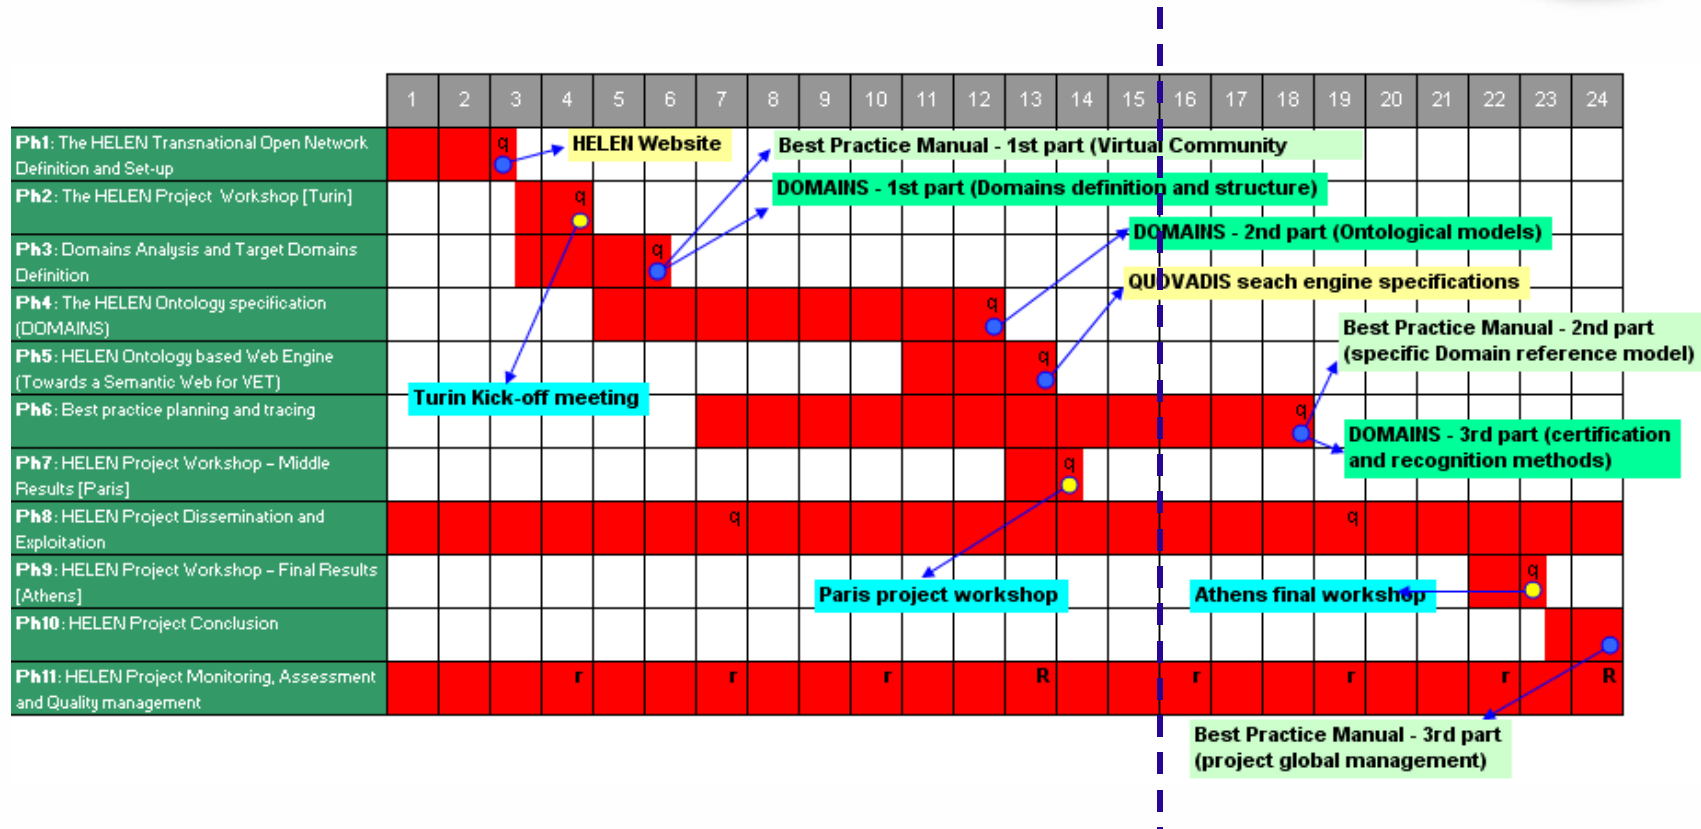 1 2 3 4 5 6 7 8 9 10 11 12 13 14 15 16 17 18 19 20 21 22 23 24
Ph1: The HELEN Transnational Open Network
Definition and Set-up
q
HELEN Website
Best Practice Manual - 1st part (Virtual Community
Ph2: The HELEN Project Workshop [Turin]
q
DOMAINS - 1st part (Domains definition and structure)
Ph3: Domains Analysis and Target Domains
Definition
q
DOMAINS - 2nd part (Ontological models)
QUOVADIS seach engine specifications
Ph4: The HELEN Ontology specification
(DOMAINS)
q
Best Practice Manual - 2nd part
(specific Domain reference model)
Ph5: HELEN Ontology based Web Engine
(Towards a Semantic Web for VET)
q
Turin Kick-off meeting
Ph6: Best practice planning and tracing
q
DOMAINS - 3rd part (certification
and recognition methods)
Ph7: HELEN Project Workshop – Middle
Results [Paris]
q
Ph8: HELEN Project Dissemination and
Exploitation
q q
Ph9: HELEN Project Workshop – Final Results
[Athens]
q
Paris project workshop
Athens final workshop
Ph10: HELEN Project Conclusion
Ph11: HELEN Project Monitoring, Assessment
and Quality management
r r r R r r r R
Best Practice Manual - 3rd part
(project global management)